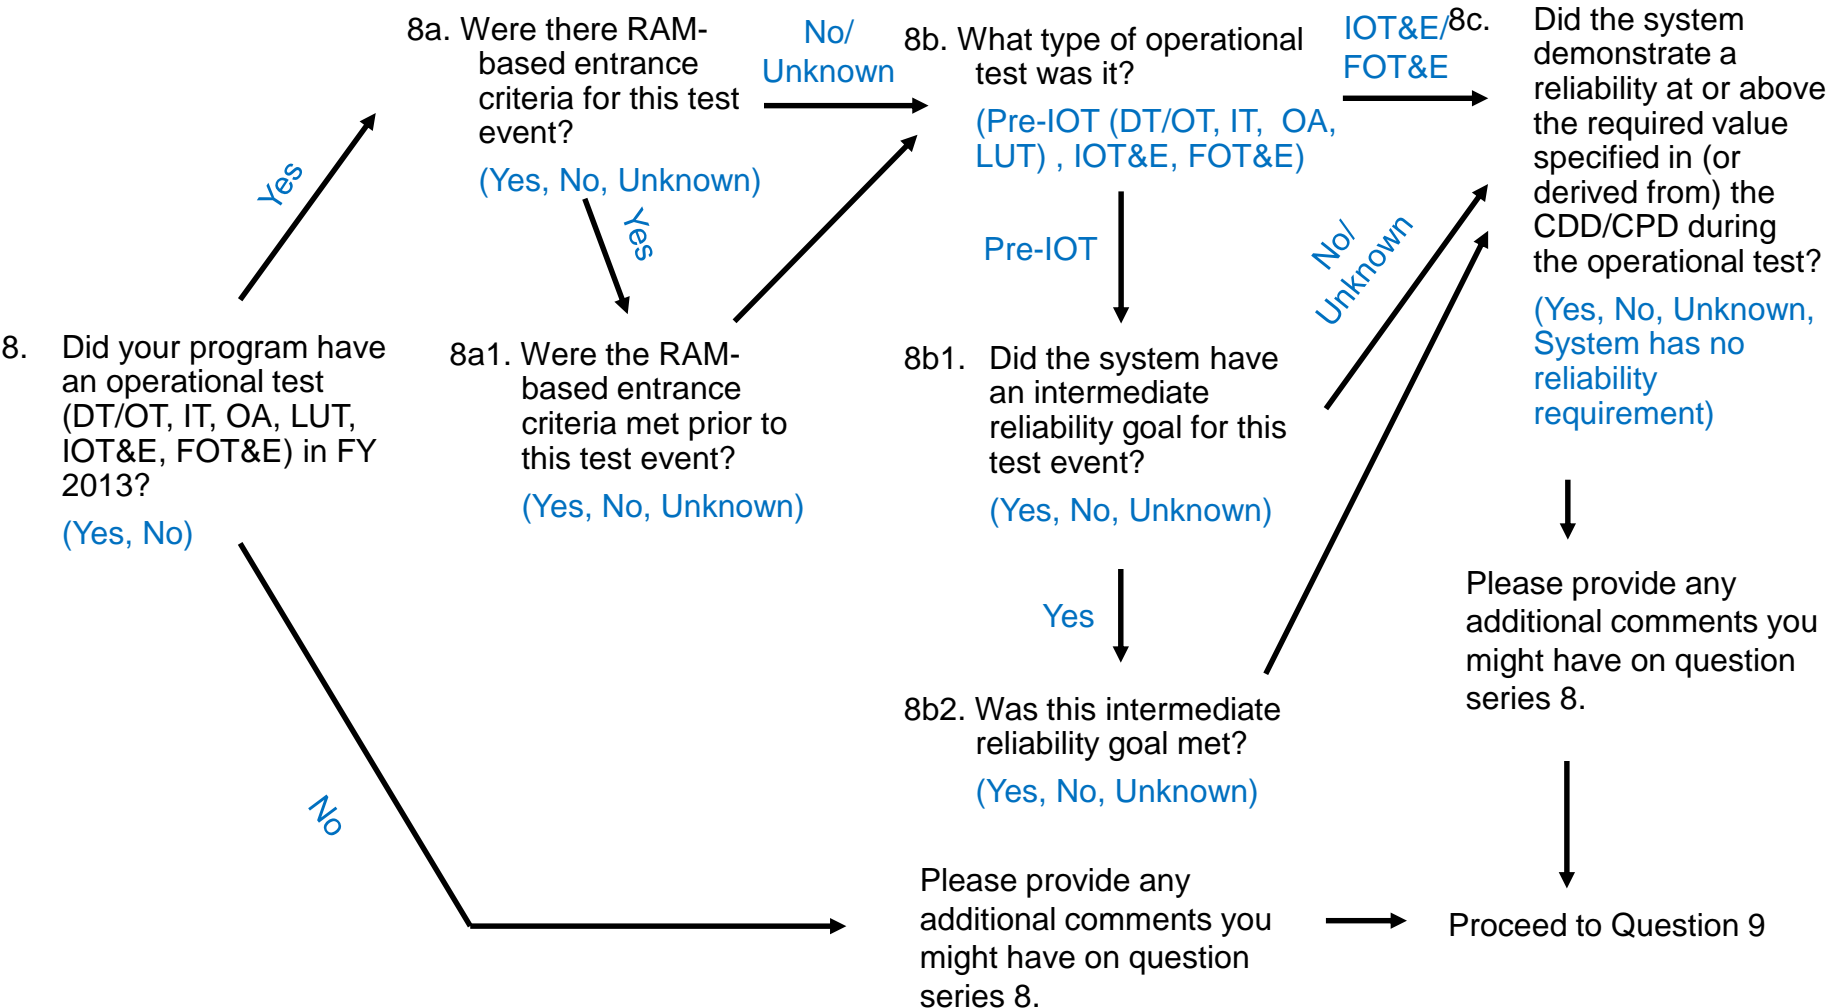 8. Did your program have
an operational test
(DT/OT, IT, OA, LUT,
IOT&E, FOT&E) in FY
2013?
(Yes, No)
Yes
No
8a. Were there RAM-
based entrance
criteria for this test
event?
(Yes, No, Unknown)
Yes
No/
Unknown
8a1. Were the RAM-
based entrance
criteria met prior to
this test event?
(Yes, No, Unknown)
8b. What type of operational
test was it?
(Pre-IOT (DT/OT, IT, OA,
LUT) , IOT&E, FOT&E)
Pre-IOT
IOT&E/
FOT&E
8b1. Did the system have
an intermediate
reliability goal for this
test event?
(Yes, No, Unknown)
No/
Unknown
Yes
8b2. Was this intermediate
reliability goal met?
(Yes, No, Unknown)
8c. Did the system
demonstrate a
reliability at or above
the required value
specified in (or
derived from) the
CDD/CPD during
the operational test?
(Yes, No, Unknown,
System has no
reliability
requirement)
Please provide any
additional comments you
might have on question
series 8.
Please provide any
additional comments you
might have on question
series 8.
Proceed to Question 9